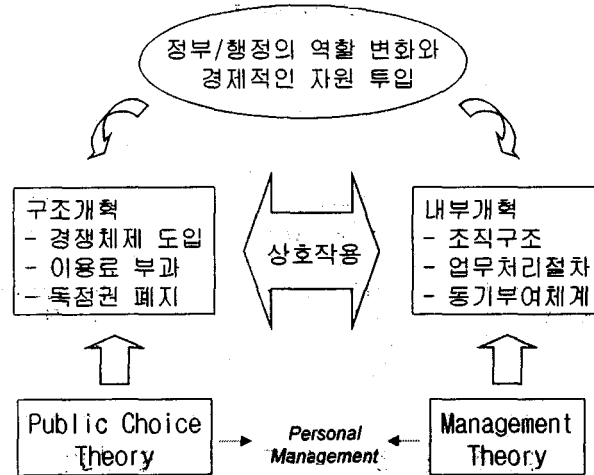 정부/행정의 역할 변화와
경제적인 자원 투입
구조개혁
- 경쟁체제 도입
- 이용료 부과
- 독점권 폐지
상호작용
내부개혁
- 조직구조
- 업무처리절차
- 동기부여체계
Public Choice
Theory
Personal
Management
Management
Theory